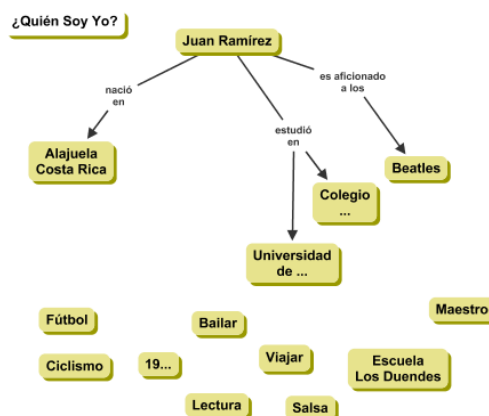 ¿Quién Soy Yo?
Juan Ramírez
nació
en
es aficionado
a los
estudió
en
Alajuela
Costa Rica
Beatles
Colegio
...
Universidad
de ...
Fútbol
Bailar
Maestro
Ciclismo
19...
Viajar
Escuela
Los Duendes
Lectura
Salsa